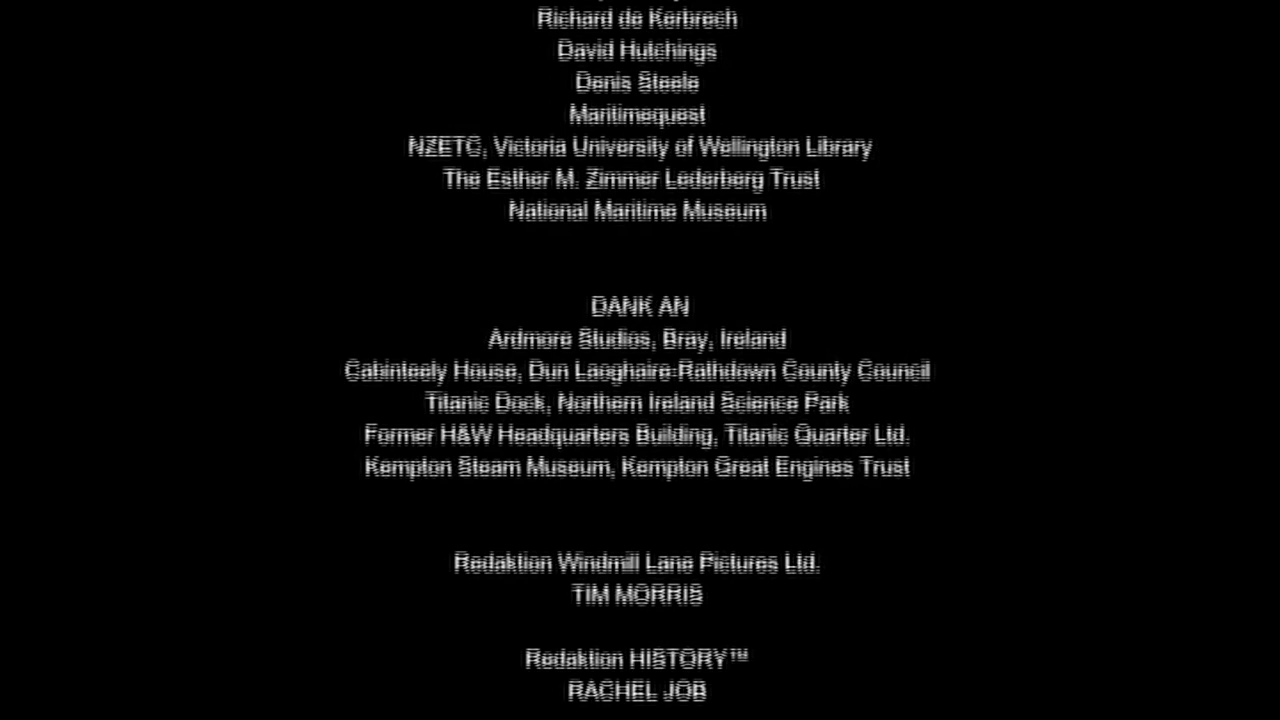 Richard de Kerbrech
David Hutchings
Denis Steele
Maritimequest
NZETC, Victoria University of Wellington Library
The Esther M. Zimmer Lederberg Trust
National Maritime Museum
DANK AN
Ardmore Studios, Bray, Ireland
Cabinteely House, Dun Laoghaire-Rathdown County Council
Titanic Dock, Northern Ireland Science Park
Former H&W Headquarters Building, Titanic Quarter Ltd.
Kempton Steam Museum, Kempton Great Engines Trust
Redaktion Windmill Lane Pictures Ltd.
TIM MORRIS
Redaktion HISTORY™
RACHEL JOB